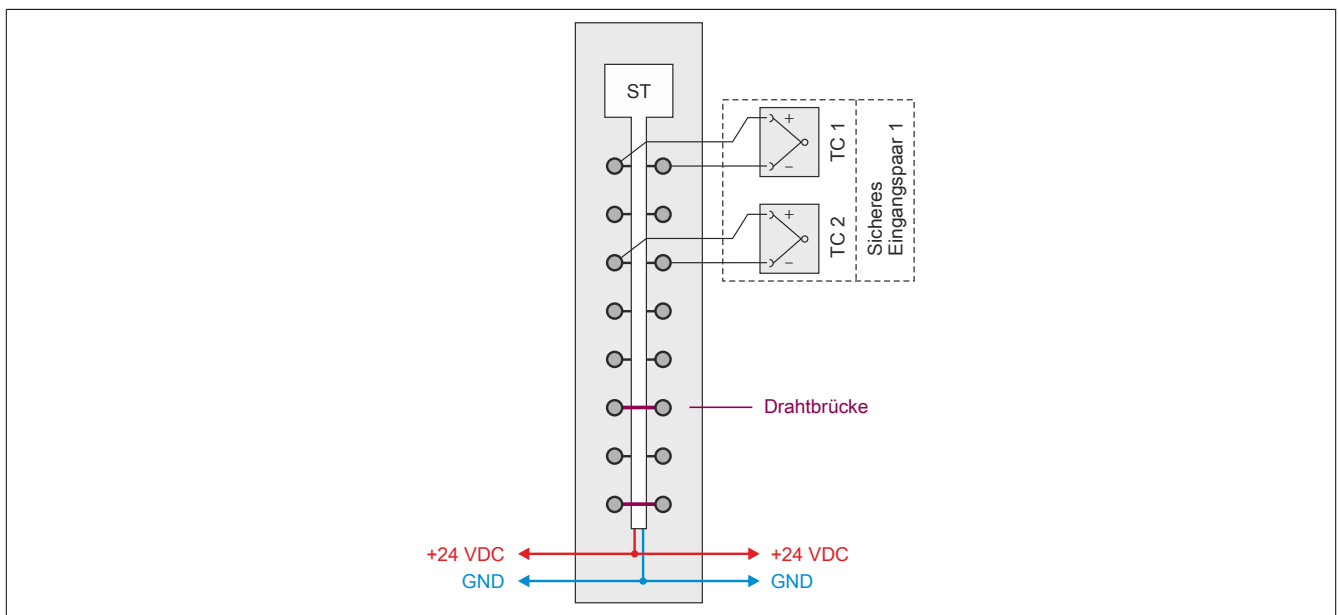 ST
+
TC 1
−
+
TC 2
−
Sicheres
Eingangspaar 1
Drahtbrücke
+24 VDC
+24 VDC
GND
GND